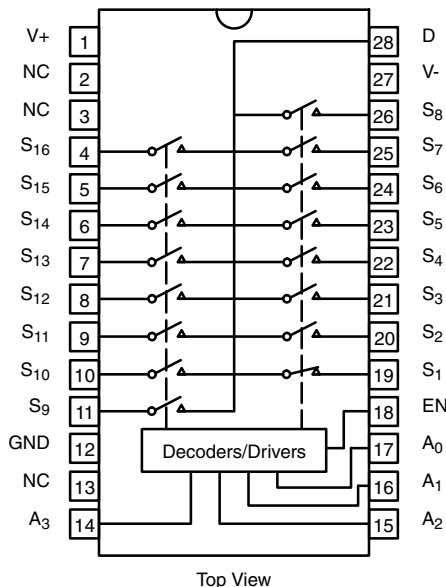 V+ 1 28 D
NC 2 27 V-
NC 3 26 S8
S16 4 25 S7
S15 5 24 S6
S14 6 23 S5
S13 7 22 S4
S12 8 21 S3
S11 9 20 S2
S10 10 19 S1
S9 11 18 EN
GND 12 Decoders/Drivers 17 A0
NC 13 16 A1
A3 14 15 A2
Top View